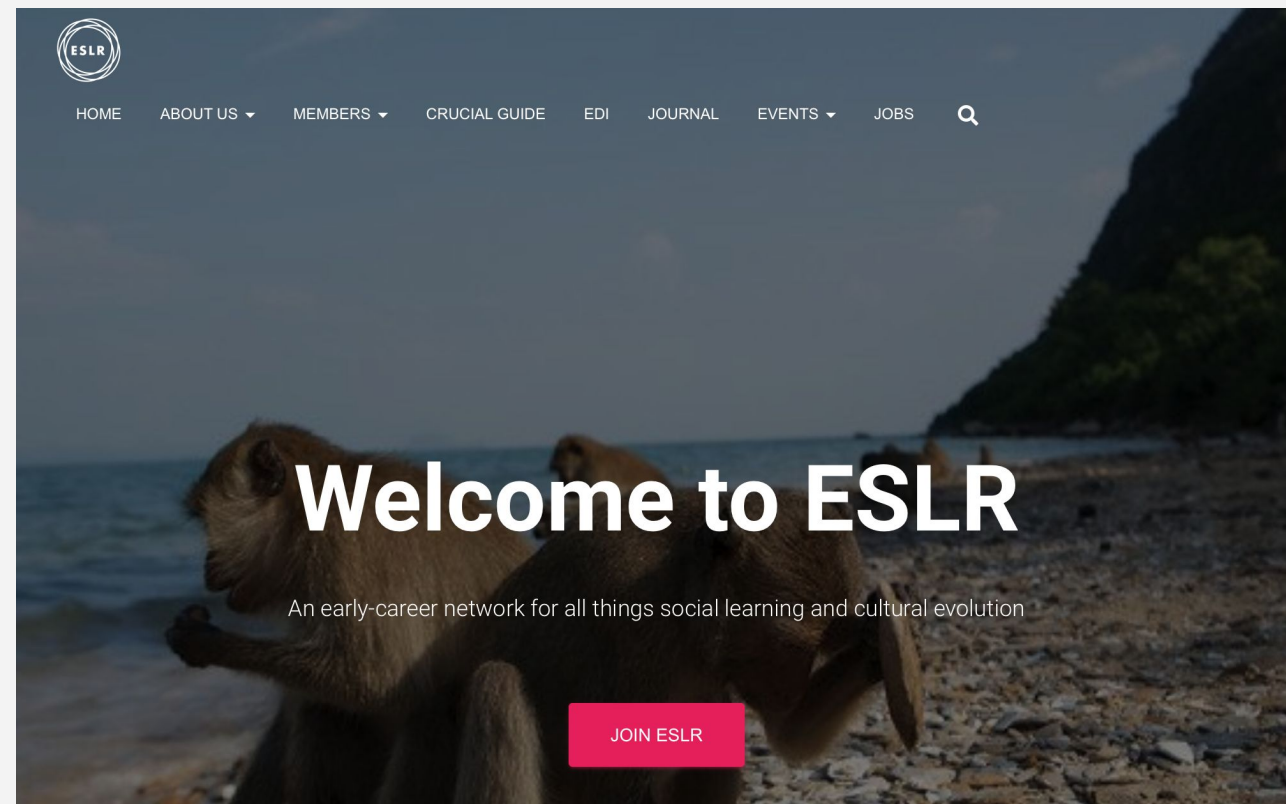 ESLR
HOME ABOUT US MEMBERS CRUCIAL GUIDE EDI JOURNAL EVENTS JOBS
Welcome to ESLR
An early-career network for all things social learning and cultural evolution
JOIN ESLR